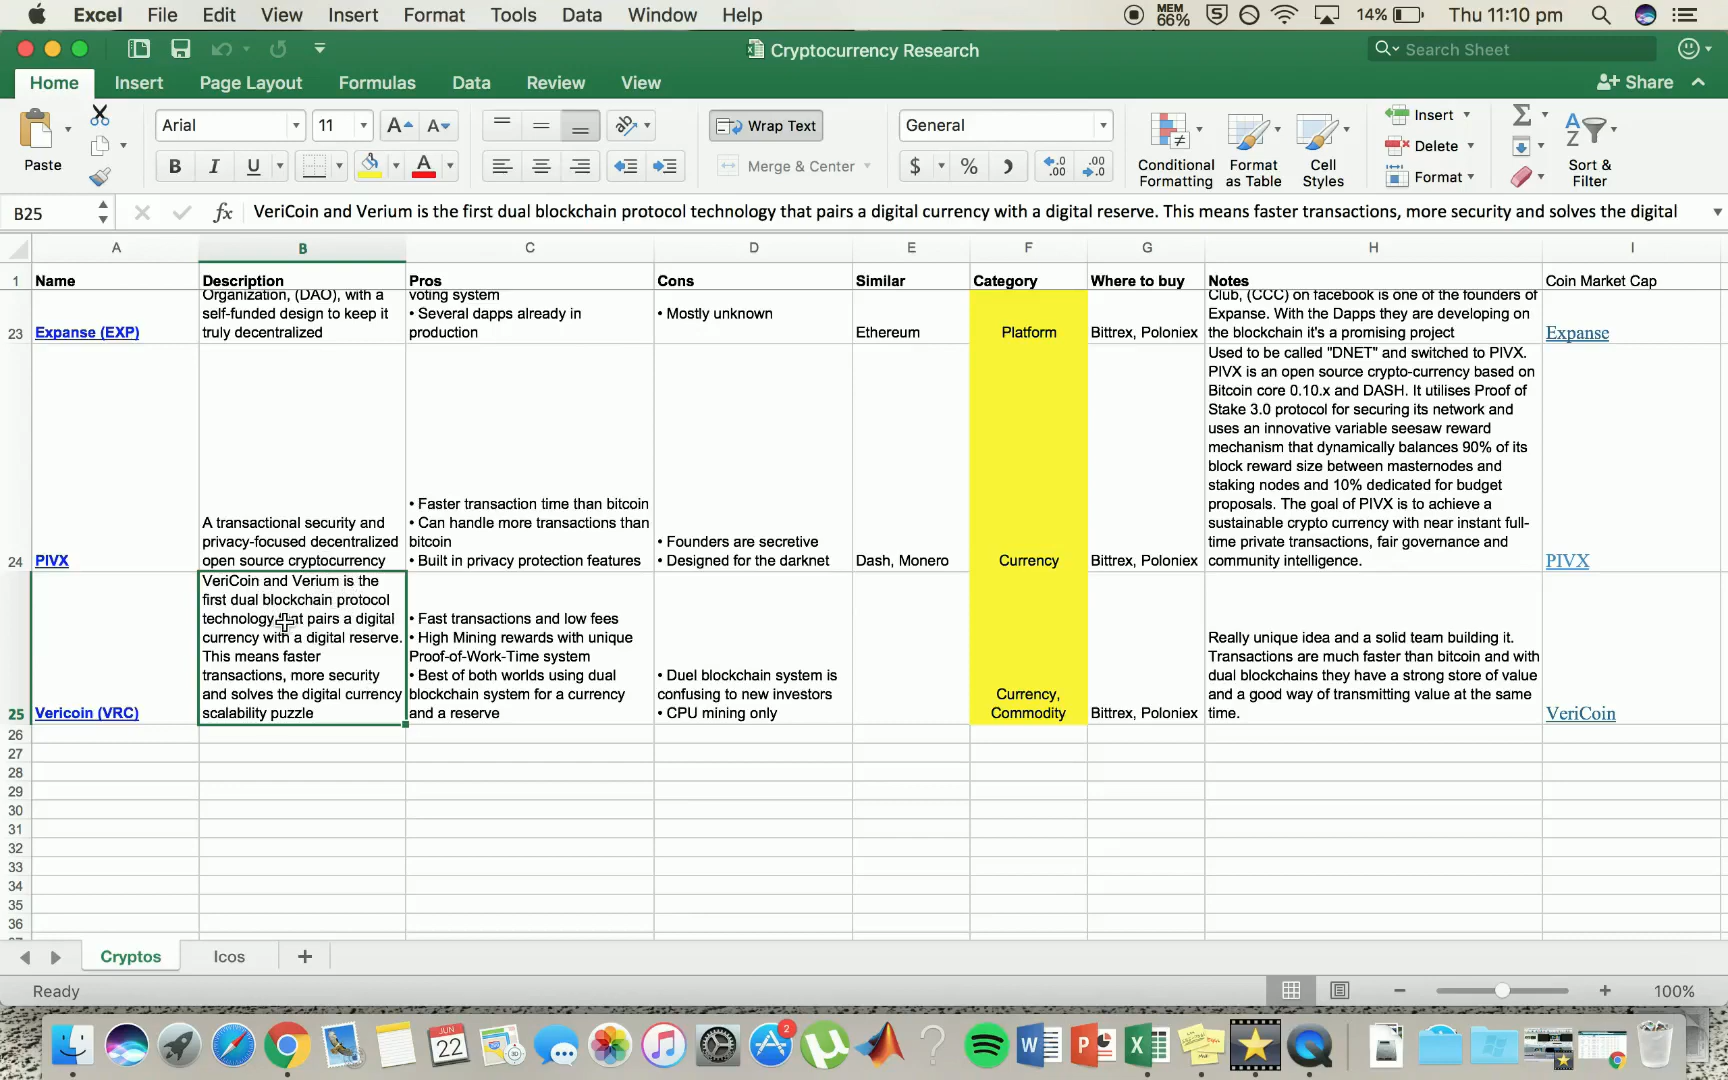 Excel File Edit View Insert Format Tools Data Window Help MEM 66% 14% Thu 11:10 pm
Cryptocurrency Research Search Sheet
Home Insert Page Layout Formulas Data Review View Share
Paste Arial 11 Wrap Text General Conditional Formatting Format as Table Cell Styles Insert Delete Format Sort & Filter
B I U Merge & Center $ %
B25 fx VeriCoin and Verium is the first dual blockchain protocol technology that pairs a digital currency with a digital reserve. This means faster transactions, more security and solves the digital
A B C D E F G H I
1 Name Description Pros Cons Similar Category Where to buy Notes Coin Market Cap
23
Expanse (EXP)
Organization, (DAO), with a
self-funded design to keep it
truly decentralized
voting system
• Several dapps already in
production
• Mostly unknown
Ethereum
Platform
Bittrex, Poloniex
Club, (CCC) on facebook is one of the founders of
Expanse. With the Dapps they are developing on
the blockchain it's a promising project
Expanse
24
PIVX
A transactional security and
privacy-focused decentralized
open source cryptocurrency
• Faster transaction time than bitcoin
• Can handle more transactions than
bitcoin
• Built in privacy protection features
• Founders are secretive
• Designed for the darknet
Dash, Monero
Currency
Bittrex, Poloniex
Used to be called "DNET" and switched to PIVX.
PIVX is an open source crypto-currency based on
Bitcoin core 0.10.x and DASH. It utilises Proof of
Stake 3.0 protocol for securing its network and
uses an innovative variable seesaw reward
mechanism that dynamically balances 90% of its
block reward size between masternodes and
staking nodes and 10% dedicated for budget
proposals. The goal of PIVX is to achieve a
sustainable crypto currency with near instant full-
time private transactions, fair governance and
community intelligence.
PIVX
25
Vericoin (VRC)
VeriCoin and Verium is the
first dual blockchain protocol
technology that pairs a digital
currency with a digital reserve.
This means faster
transactions, more security
and solves the digital currency
scalability puzzle
• Fast transactions and low fees
• High Mining rewards with unique
Proof-of-Work-Time system
• Best of both worlds using dual
blockchain system for a currency
and a reserve
• Duel blockchain system is
confusing to new investors
• CPU mining only
Currency,
Commodity
Bittrex, Poloniex
Really unique idea and a solid team building it.
Transactions are much faster than bitcoin and with
dual blockchains they have a strong store of value
and a good way of transmitting value at the same
time.
VeriCoin
26
27
28
29
30
31
32
33
34
35
36
Cryptos Icos +
Ready 100%
JUN 22 2